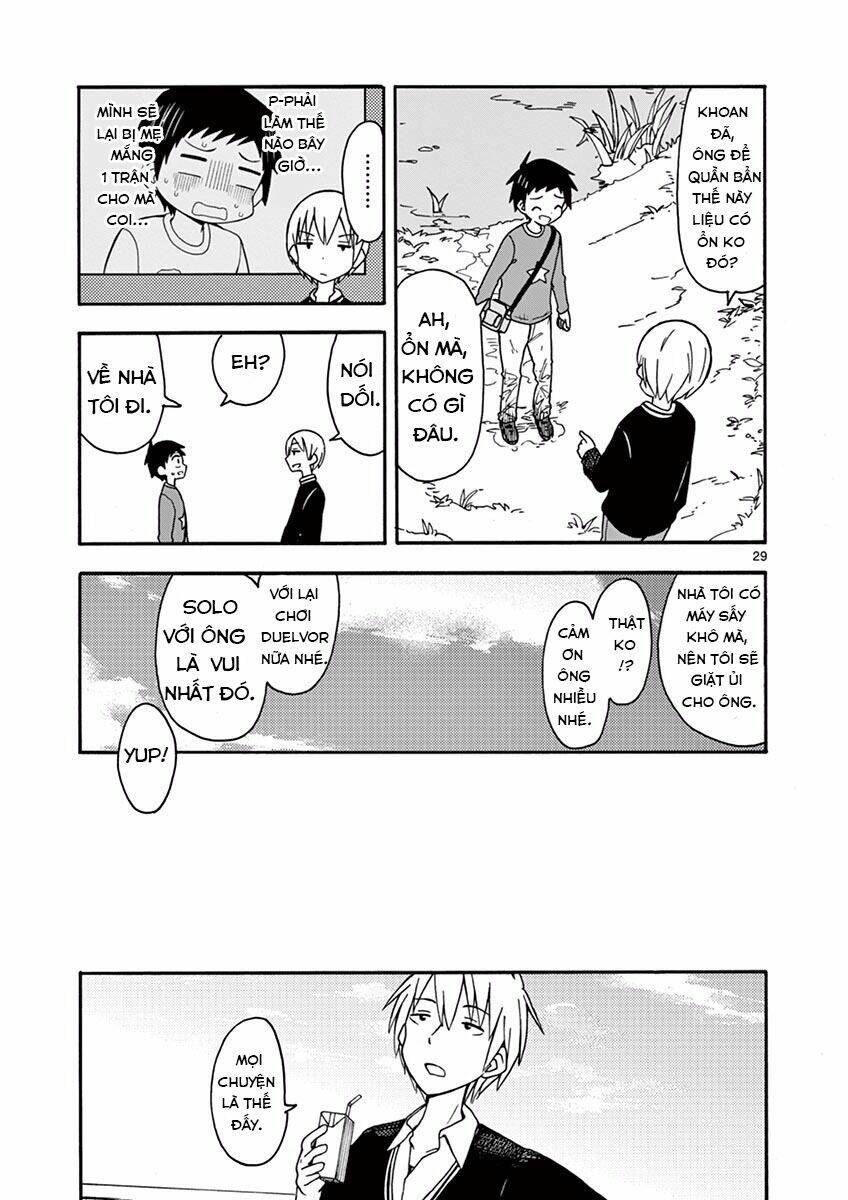 KHOAN
ĐÃ,
ÔNG ĐỂ
QUẦN BẨN
THẾ NÀY
LIỆU CÓ
ỔN KO
ĐÓ?
AH,
ỔN MÀ,
KHÔNG
CÓ GÌ
ĐÂU.
.........
P-PHẢI
LÀM THẾ
NÀO BÂY
GIỜ...
MÌNH SẼ
LẠI BỊ MẸ
MẮNG
1 TRẬN
CHO MÀ
COI...
NÓI
DỐI.
EH?
VỀ NHÀ
TÔI ĐI.
29
NHÀ TÔI CÓ
MÁY SẤY
KHÔ MÀ,
NÊN TÔI SẼ
GIẶT ỦI
CHO ÔNG.
THẬT
KO
!?
CẢM
ƠN
ÔNG
NHIỀU
NHÉ.
VỚI LẠI
CHƠI
DUELVOR
NỮA NHÉ.
SOLO
VỚI ÔNG
LÀ VUI
NHẤT ĐÓ.
YUP!
MỌI
CHUYỆN
LÀ THẾ
ĐẤY.